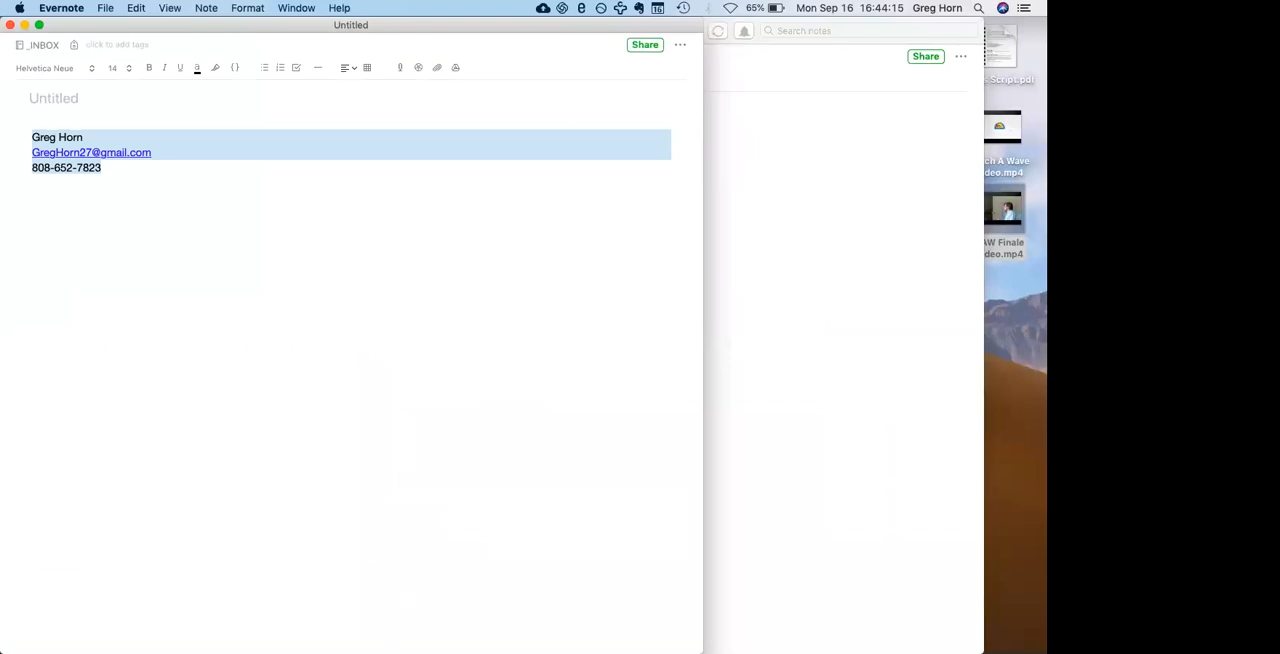 Evernote File Edit View Note Format Window Help
16 65% Mon Sep 16 16:44:15 Greg Horn
Untitled
_INBOX click to add tags Share
Search notes
Share
Helvetica Neue 14 B I U a {}
Untitled
Greg Horn
GregHorn27@gmail.com
808-652-7823
Script.pdf
ch A Wave
deo.mp4
AW Finale
deo.mp4